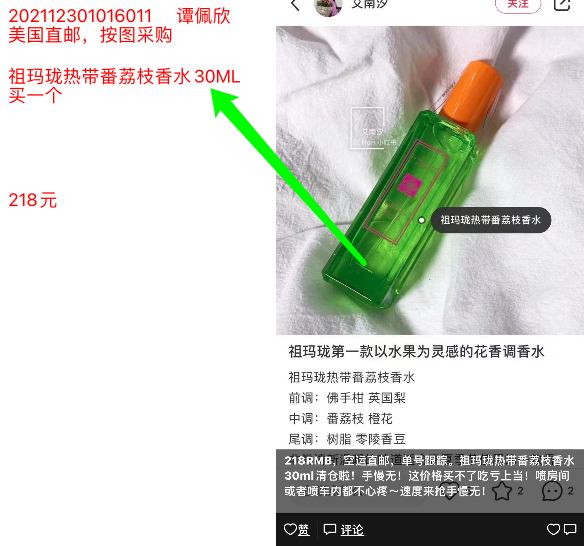 202112301016011 谭佩欣
美国直邮，按图采购
祖玛珑热带番荔枝香水30ML
买一个
218元
艾南汐
关注
艾南汐
小红书
祖玛珑热带番荔枝香水
祖玛珑第一款以水果为灵感的花香调香水
祖玛珑热带番荔枝香水
前调：佛手柑 英国梨
中调：番荔枝 橙花
尾调：树脂 零陵香豆
218RMB，空运直邮，单号跟踪。祖玛珑热带番荔枝香水
30ml清仓啦！手慢无！这价格买不了吃亏上当！喷房间
或者喷车内都不心疼～速度来抢手慢无！
2 2
赞 评论